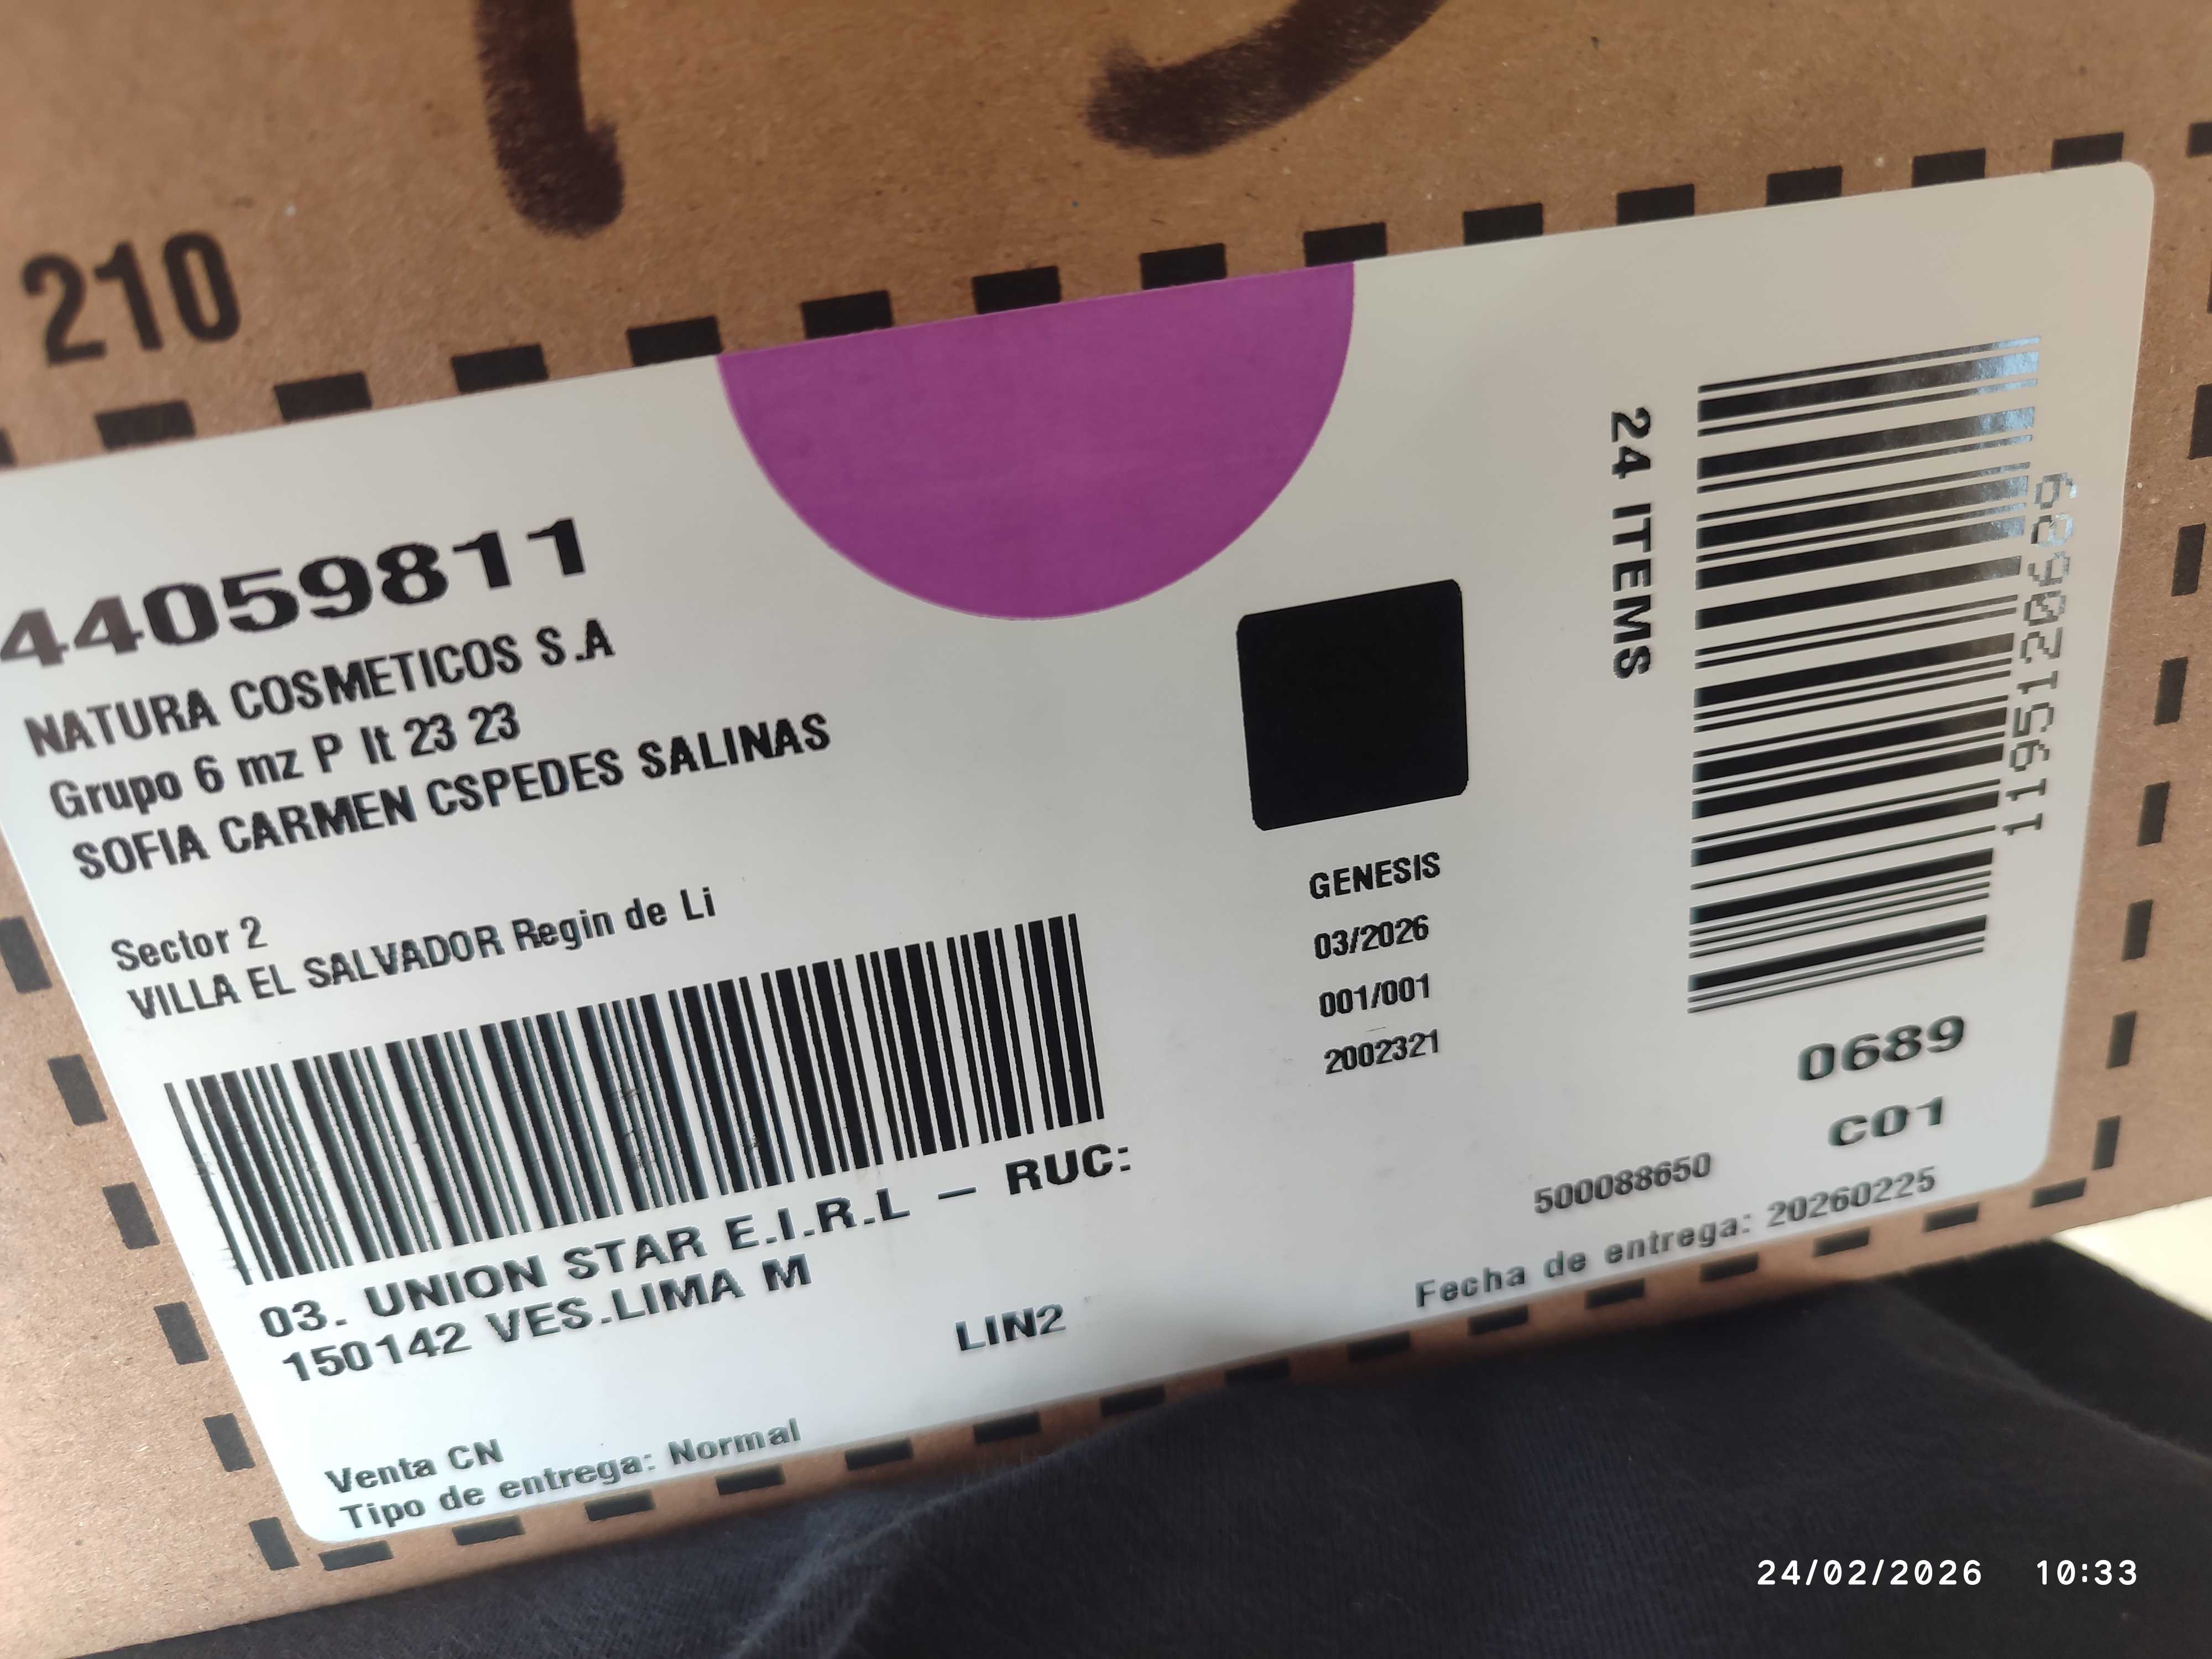 210
44059811
NATURA COSMETICOS S.A
Grupo 6 mz P lt 23 23
SOFIA CARMEN CSPEDES SALINAS
Sector 2
VILLA EL SALVADOR Regin de Li
03. UNION STAR E.I.R.L — RUC:
150142 VES.LIMA M
LIN2
Venta CN
Tipo de entrega: Normal
GENESIS
03/2026
001/001
2002321
24 ITEMS
0689
C01
500088650
Fecha de entrega: 20260225
24/02/2026 10:33